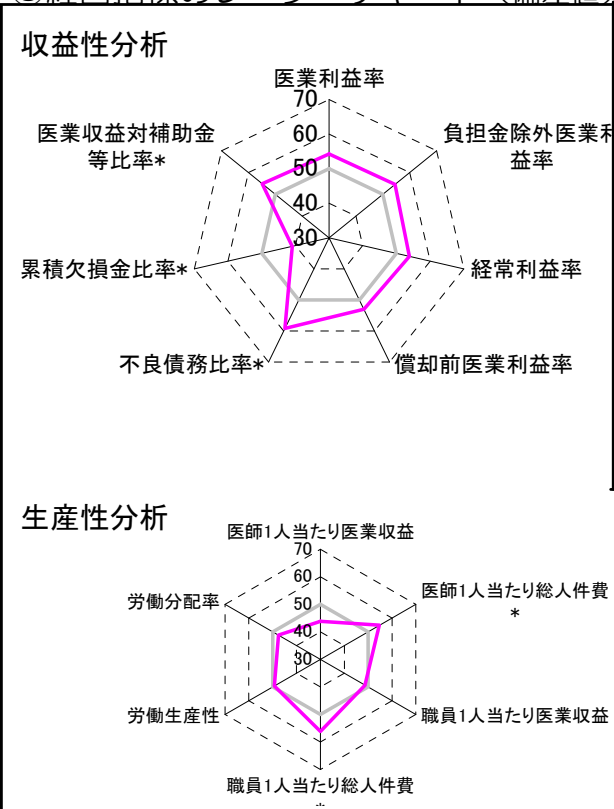 収益性分析
医業利益率
70
60
50
40
30
負担金除外医業利
益率
経常利益率
償却前医業利益率
不良債務比率*
累積欠損金比率*
医業収益対補助金
等比率*
生産性分析
医師1人当たり医業収益
70
60
50
40
30
医師1人当たり総人件費
*
職員1人当たり医業収益
職員1人当たり総人件費
*
労働生産性
労働分配率